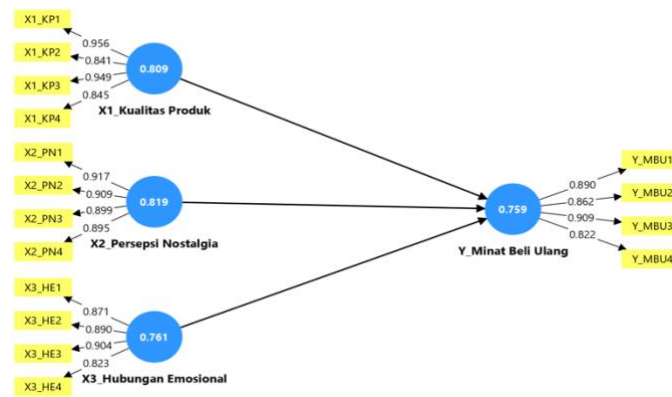 X1_KP1
0.956
X1_KP2
0.841
X1_KP3
0.949
X1_KP4
0.845
0.809
X1_Kualitas Produk
X2_PN1
0.917
X2_PN2
0.909
X2_PN3
0.899
X2_PN4
0.895
0.819
X2_Persepsi Nostalgia
X3_HE1
0.871
X3_HE2
0.890
X3_HE3
0.904
X3_HE4
0.823
0.761
X3_Hubungan Emosional
0.759
Y_Minat Beli Ulang
0.890
Y_MBU1
0.862
Y_MBU2
0.909
Y_MBU3
0.822
Y_MBU4